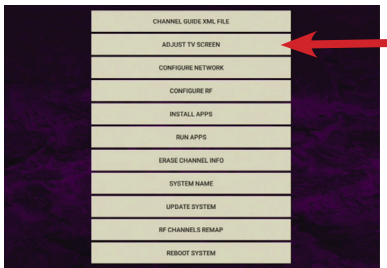 CHANNEL GUIDE XML FILE
ADJUST TV SCREEN
CONFIGURE NETWORK
CONFIGURE RF
INSTALL APPS
RUN APPS
ERASE CHANNEL INFO
SYSTEM NAME
UPDATE SYSTEM
RF CHANNELS REMAP
REBOOT SYSTEM